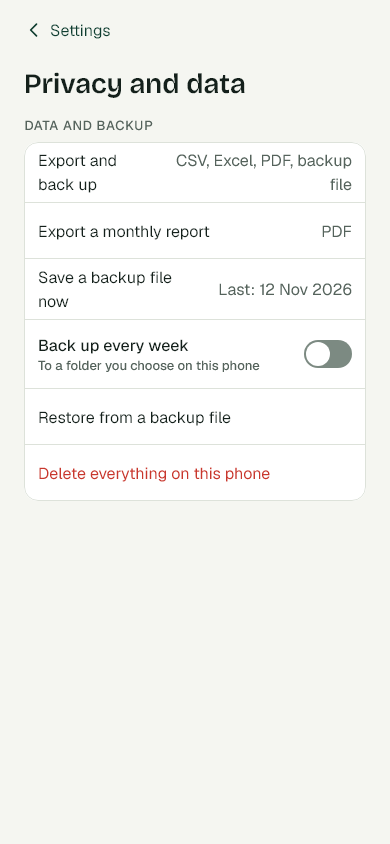 Settings
Privacy and data
DATA AND BACKUP
Export and
back up
CSV, Excel, PDF, backup
file
Export a monthly report
PDF
Save a backup file
now
Last: 12 Nov 2026
Back up every week
To a folder you choose on this phone
Restore from a backup file
Delete everything on this phone